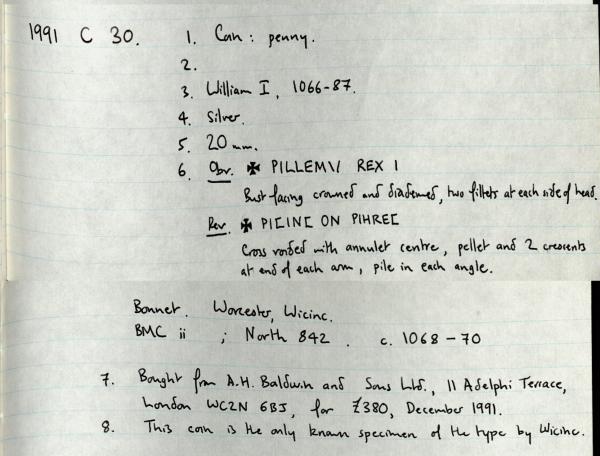 1991 C 30. 1. Coin: penny.
2.
3. William I, 1066-87.
4. Silver.
5. 20 mm.
6. Obv. ✠ PILLEM\/ REX I
Bust facing crowned and diademed, two fillets at each side of head.
Rev. ✠ PICINC ON PIHREC
Cross voided with annulet centre, pellet and 2 crescents
at end of each arm, pile in each angle.
Bonnet. Worcester, Wicinc.
BMC ii ; North 842. c. 1068-70
7. Bought from A.H. Baldwin and Sons Ltd., 11 Adelphi Terrace,
London WC2N 6BJ, for £380, December 1991.
8. This coin is the only known specimen of the type by Wicinc.